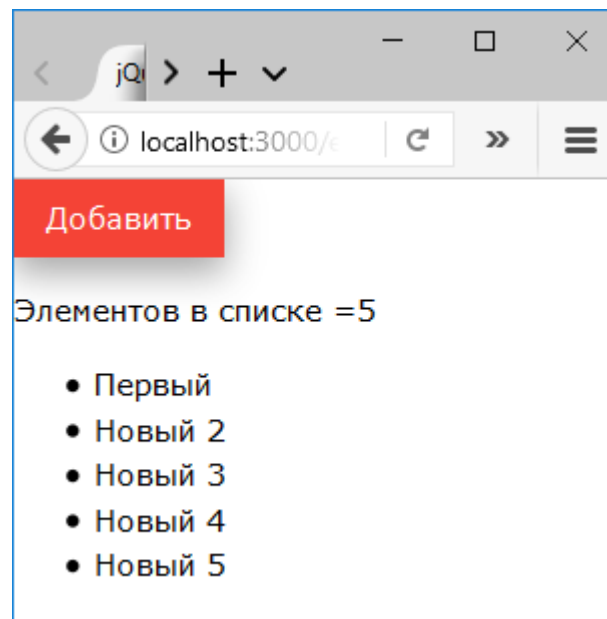 jQ
localhost:3000/e
Добавить
Элементов в списке =5
Первый
Новый 2
Новый 3
Новый 4
Новый 5